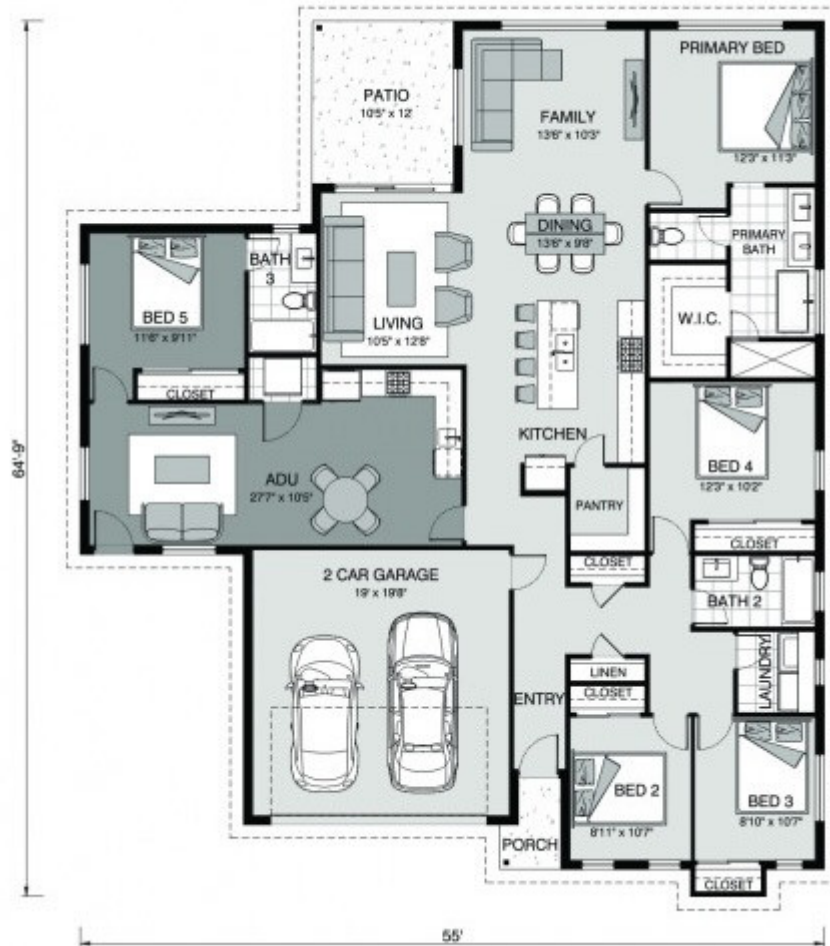 PRIMARY BED
12'3" x 11'3"
PATIO
10'5" x 12'
FAMILY
13'6" x 10'3"
DINING
13'6" x 9'8"
PRIMARY
BATH
BATH
3
BED 5
11'6" x 9'11"
LIVING
10'5" x 12'8"
W.I.C.
CLOSET
KITCHEN
BED 4
12'3" x 10'2"
ADU
27'7" x 10'5"
PANTRY
CLOSET
64'-9"
2 CAR GARAGE
19' x 19'8"
CLOSET
BATH 2
LINEN
CLOSET
LAUNDRY
ENTRY
BED 2
8'11" x 10'7"
BED 3
8'10" x 10'7"
PORCH
CLOSET
55'